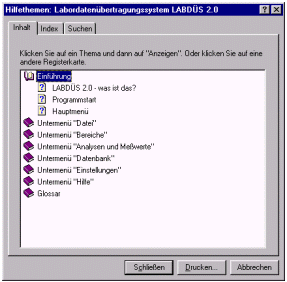 Hilfethemen: Labordatenübertragungssystem LABDÜS 2.0
Inhalt Index Suchen
Klicken Sie auf ein Thema und dann auf "Anzeigen". Oder klicken Sie auf eine
andere Registerkarte.
Einführung
LABDÜS 2.0 - was ist das?
Programmstart
Hauptmenü
Untermenü "Datei"
Untermenü "Bereiche"
Untermenü "Analysen und Meßwerte"
Untermenü "Datenbank"
Untermenü "Einstellungen"
Untermenü "Hilfe"
Glossar
Schließen Drucken... Abbrechen